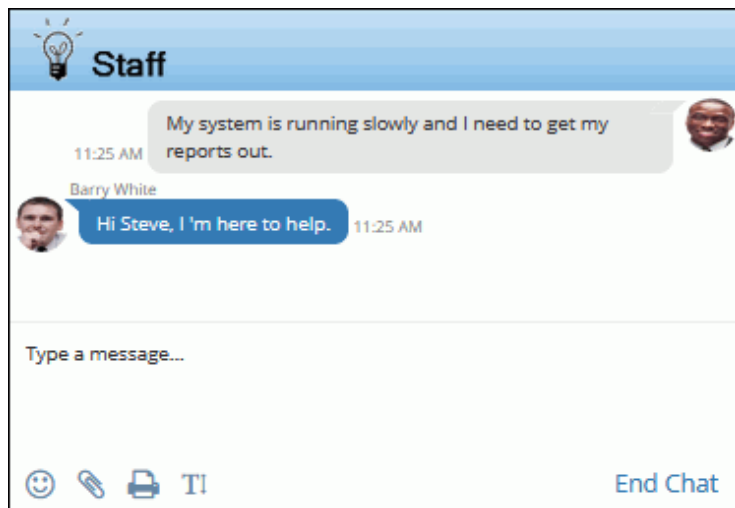 Staff
My system is running slowly and I need to get my
11:25 AM reports out.
Barry White
Hi Steve, I 'm here to help. 11:25 AM
Type a message...
End Chat